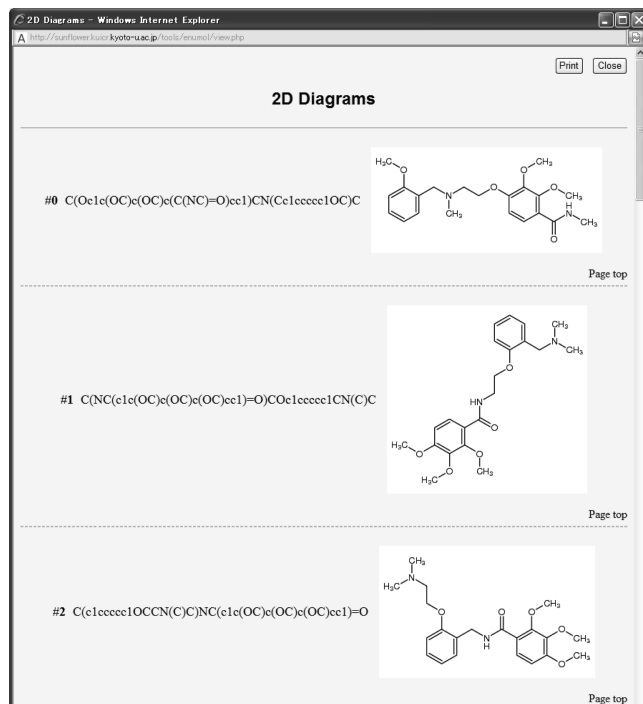 2D Diagrams - Windows Internet Explorer
http://sunflower.kuicr.kyoto-u.ac.jp/tools/enumol/view.php
Print Close
2D Diagrams
#0 C(Oc1c(OC)c(OC)c(C(NC)=O)cc1)CN(Cc1ccccc1OC)C
H₃C
O
N
CH₃
O
O
CH₃
O
CH₃
H
N
CH₃
O
Page top
#1 C(NC(c1c(OC)c(OC)c(OC)cc1)=O)COc1ccccc1CN(C)C
CH₃
N
CH₃
O
HN
O
H₃C
O
O
O
H₃C
CH₃
Page top
#2 C(c1ccccc1OCCN(C)C)NC(c1c(OC)c(OC)c(OC)cc1)=O
CH₃
H₃C
N
O
O
O
CH₃
N
H
O
CH₃
O
CH₃
Page top